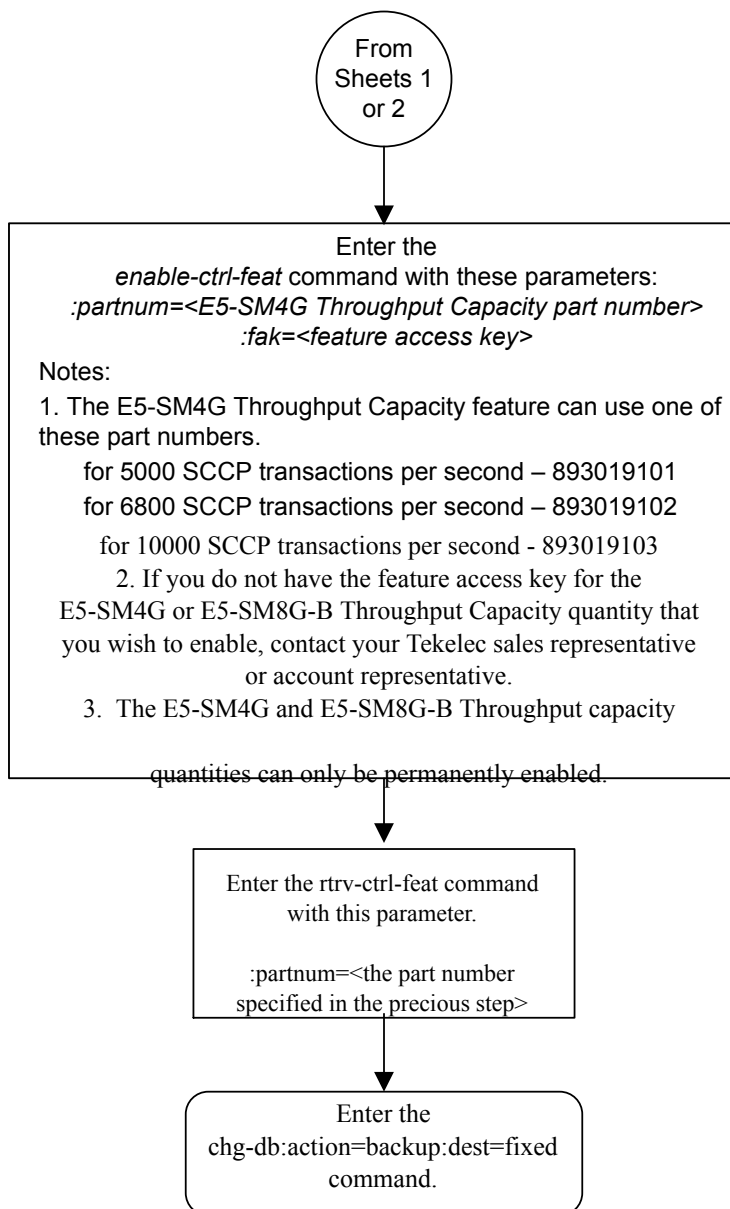 From
Sheets 1
or 2
Enter the
enable-ctrl-feat command with these parameters:
:partnum=<E5-SM4G Throughput Capacity part number>
:fak=<feature access key>
Notes:
1. The E5-SM4G Throughput Capacity feature can use one of
these part numbers.
for 5000 SCCP transactions per second – 893019101
for 6800 SCCP transactions per second – 893019102
for 10000 SCCP transactions per second - 893019103
2. If you do not have the feature access key for the
E5-SM4G or E5-SM8G-B Throughput Capacity quantity that
you wish to enable, contact your Tekelec sales representative
or account representative.
3. The E5-SM4G and E5-SM8G-B Throughput capacity
quantities can only be permanently enabled.
Enter the rtrv-ctrl-feat command
with this parameter.
:partnum=<the part number
specified in the precious step>
Enter the
chg-db:action=backup:dest=fixed
command.